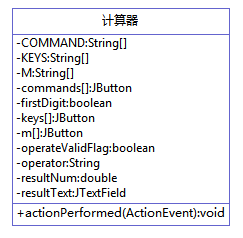 计算器
-COMMAND:String[]
-KEYS:String[]
-M:String[]
-commands[]:JButton
-firstDigit:boolean
-keys[]:JButton
-m[]:JButton
-operateValidFlag:boolean
-operator:String
-resultNum:double
-resultText:JTextField
+actionPerformed(ActionEvent):void